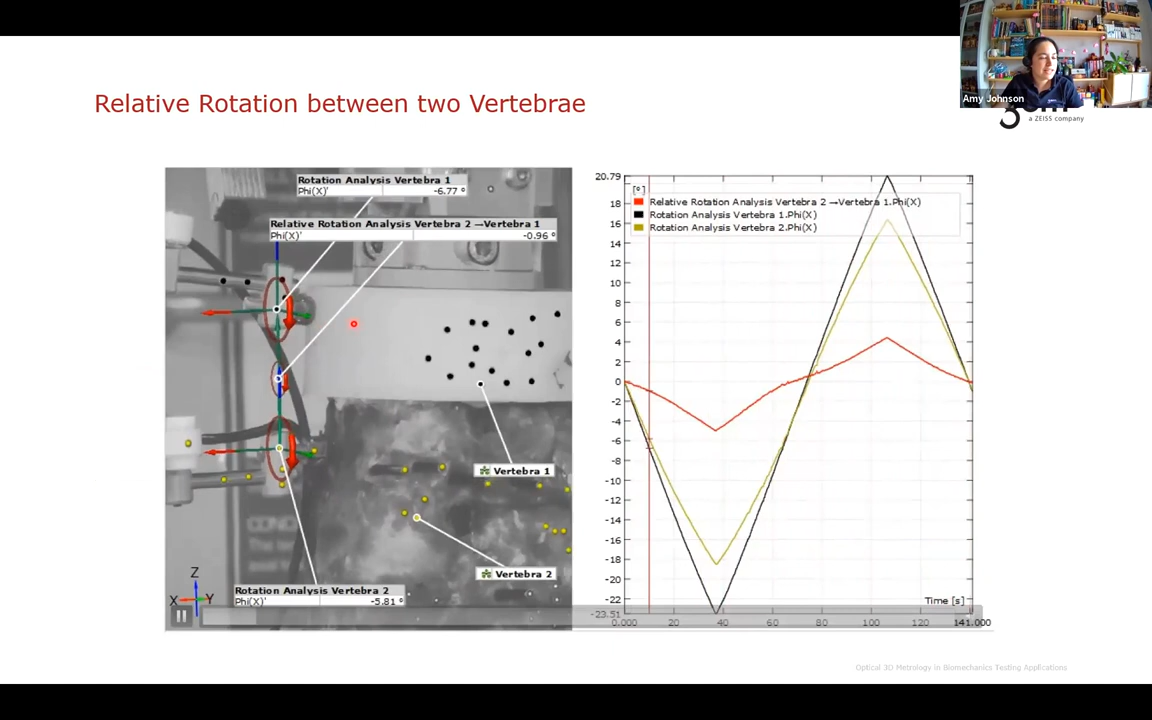 Amy Johnson
Relative Rotation between two Vertebrae
gom
a ZEISS company
Rotation Analysis Vertebra 1
Phi(X)' -6.77 °
Relative Rotation Analysis Vertebra 2 →Vertebra 1
Phi(X)' -0.96 °
Vertebra 1
Vertebra 2
Rotation Analysis Vertebra 2
Phi(X)' -5.81 °
Z
X Y
20.79
[°]
Relative Rotation Analysis Vertebra 2 →Vertebra 1.Phi(X)
Rotation Analysis Vertebra 1.Phi(X)
Rotation Analysis Vertebra 2.Phi(X)
18
16
14
12
10
8
6
4
2
0
-2
-4
-6
-8
-10
-12
-14
-16
-18
-20
-22
-23.51
Time [s]
0.000 20 40 60 80 100 120 141.000
Optical 3D Metrology in Biomechanics Testing Applications